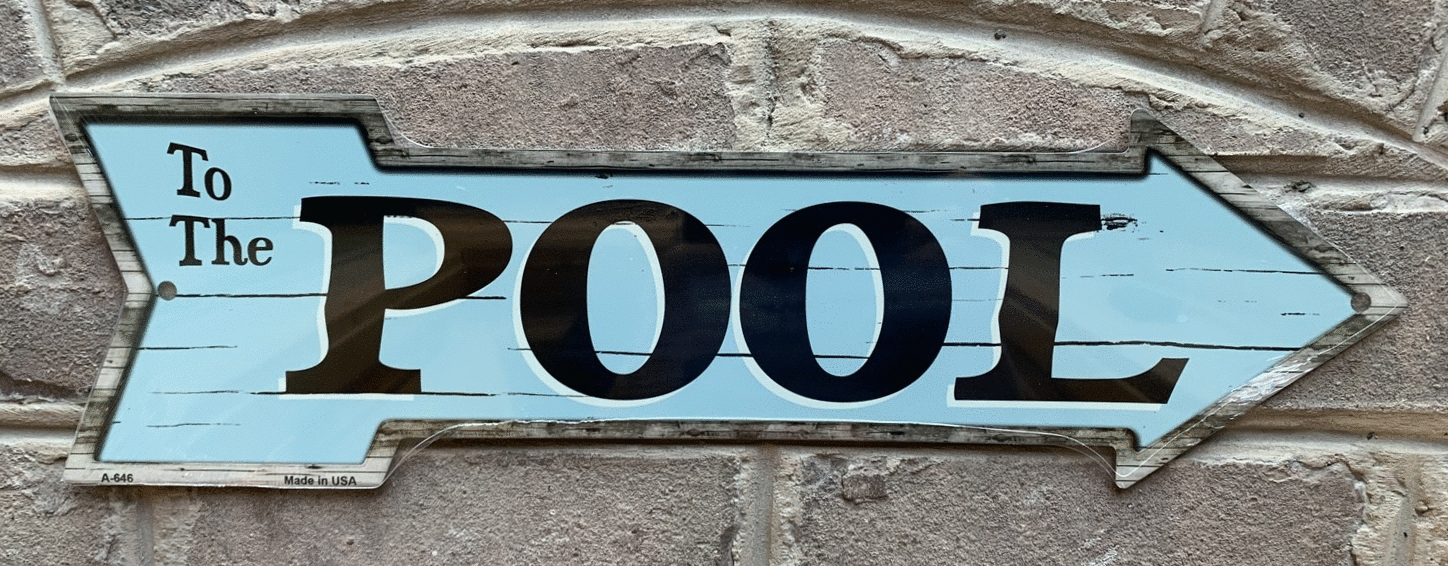 To
The
POOL
A-646
Made in USA